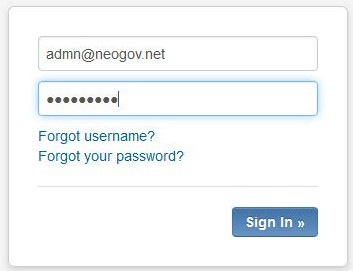 admn@neogov.net
●●●●●●●●●
Forgot username?
Forgot your password?
Sign In »